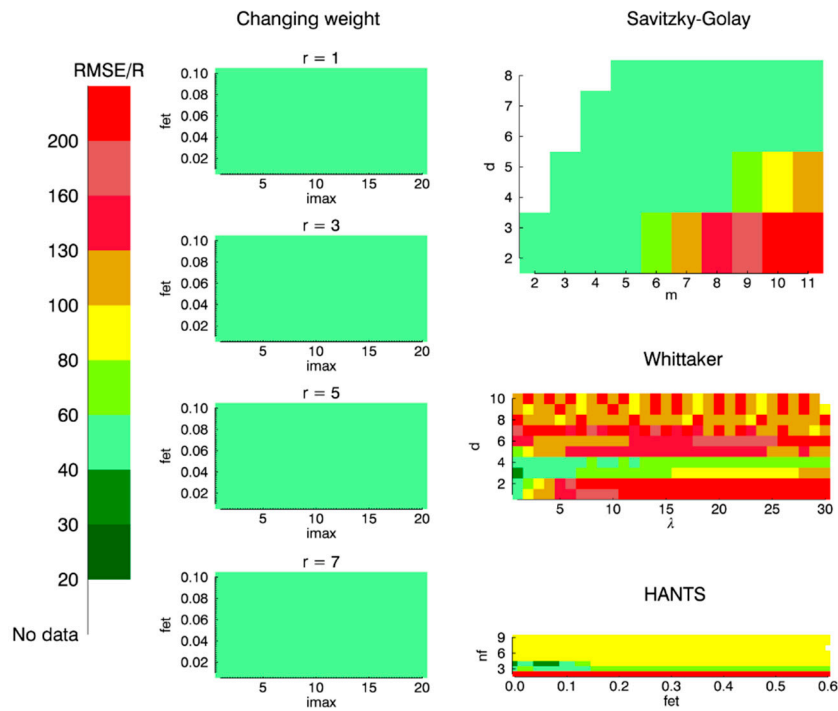 Changing weight
Savitzky-Golay
RMSE/R
200
160
130
100
80
60
40
30
20
No data
r = 1
0.10
0.08
0.06
0.04
0.02
fet
5 10 15 20
imax
r = 3
0.10
0.08
0.06
0.04
0.02
fet
5 10 15 20
imax
r = 5
0.10
0.08
0.06
0.04
0.02
fet
5 10 15 20
imax
r = 7
0.10
0.08
0.06
0.04
0.02
fet
5 10 15 20
imax
8
7
6
5
4
3
2
d
2 3 4 5 6 7 8 9 10 11
m
Whittaker
10
8
6
4
2
d
5 10 15 20 25 30
λ
HANTS
9
6
3
nf
0.0 0.1 0.2 0.3 0.4 0.5 0.6
fet